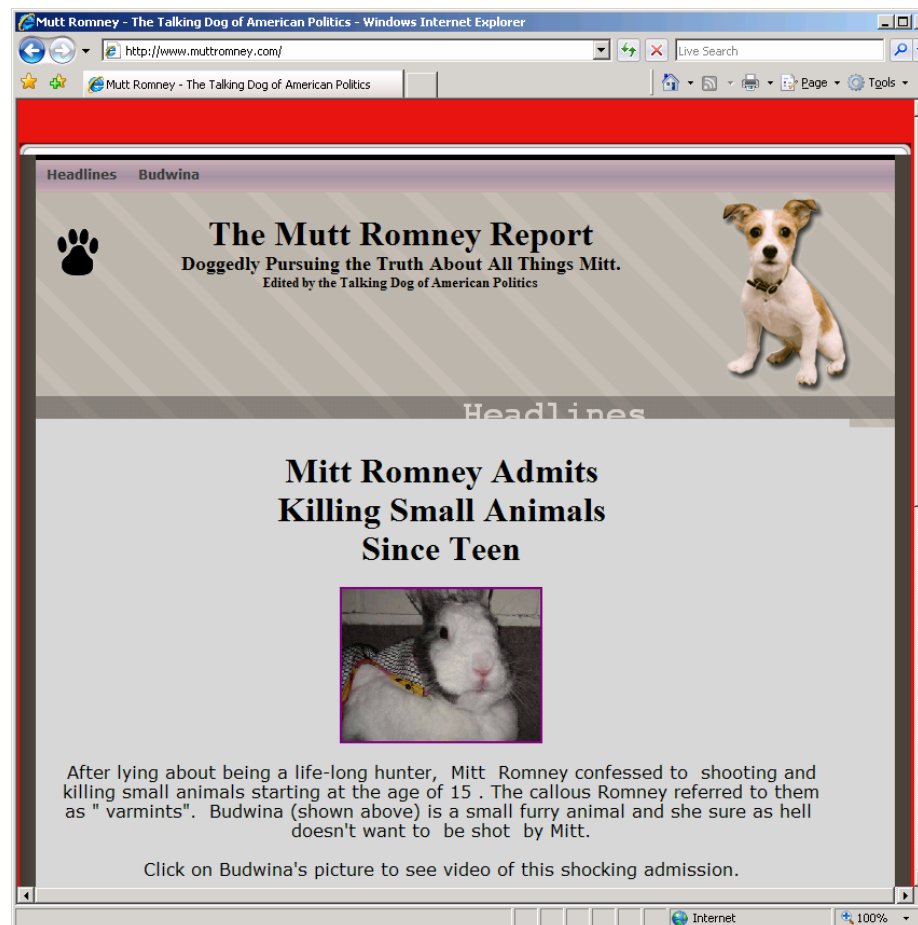 Mutt Romney - The Talking Dog of American Politics - Windows Internet Explorer
http://www.muttromney.com/
Live Search
Mutt Romney - The Talking Dog of American Politics
Page
Tools
Headlines Budwina
The Mutt Romney Report
Doggedly Pursuing the Truth About All Things Mitt.
Edited by the Talking Dog of American Politics
Headlines
Mitt Romney Admits
Killing Small Animals
Since Teen
After lying about being a life-long hunter, Mitt Romney confessed to shooting and
killing small animals starting at the age of 15 . The callous Romney referred to them
as " varmints". Budwina (shown above) is a small furry animal and she sure as hell
doesn't want to be shot by Mitt.
Click on Budwina's picture to see video of this shocking admission.
Internet
100%